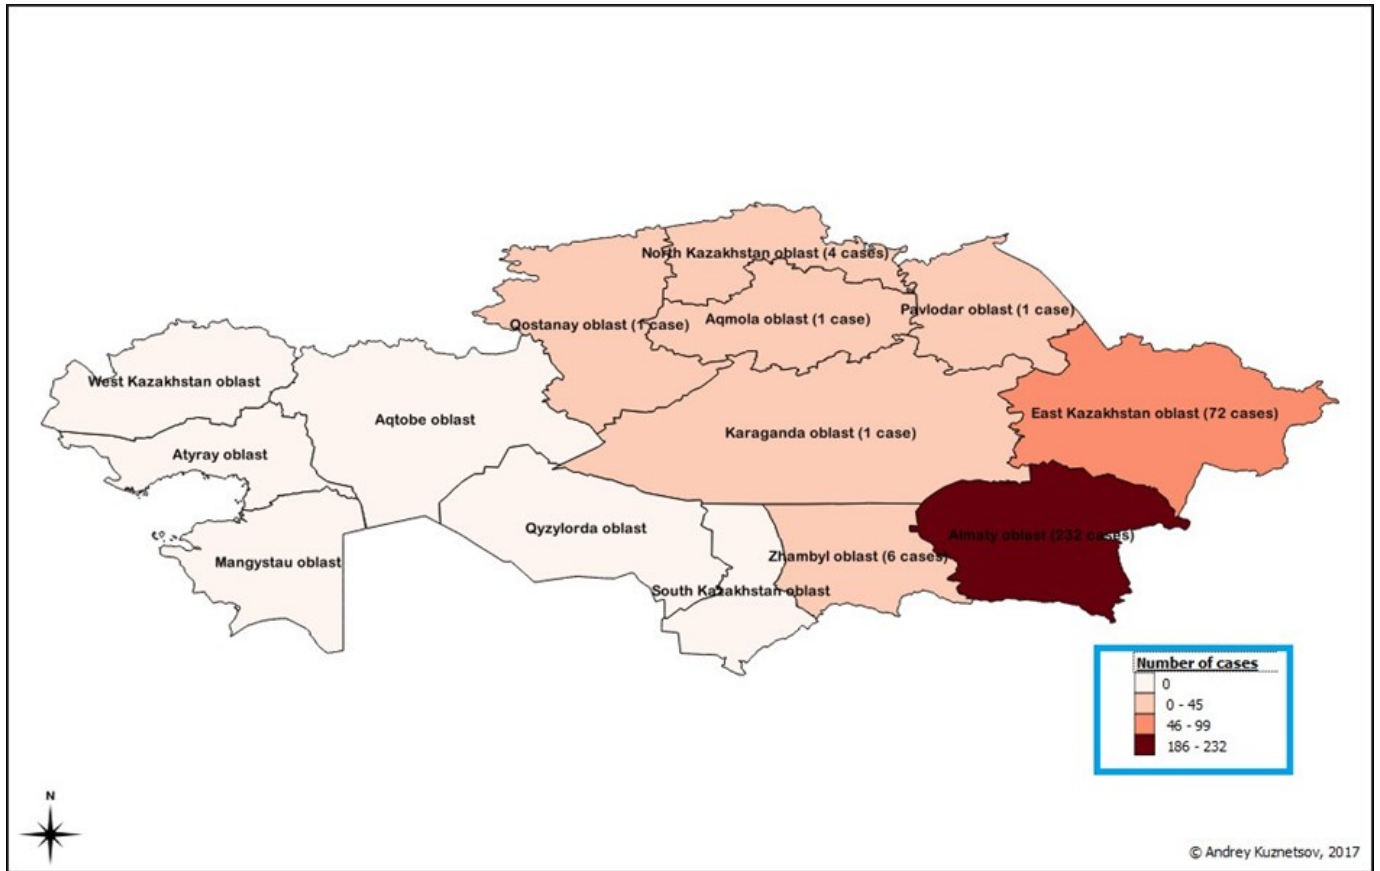 North Kazakhstan oblast (4 cases)
Pavlodar oblast (1 case)
Aqmola oblast (1 case)
Qostanay oblast (1 case)
West Kazakhstan oblast
East Kazakhstan oblast (72 cases)
Aqtobe oblast
Karaganda oblast (1 case)
Atyray oblast
Qyzylorda oblast
Almaty oblast (232 cases)
Zhambyl oblast (6 cases)
Mangystau oblast
South Kazakhstan oblast
Number of cases
0
0 - 45
46 - 99
186 - 232
N
© Andrey Kuznetsov, 2017